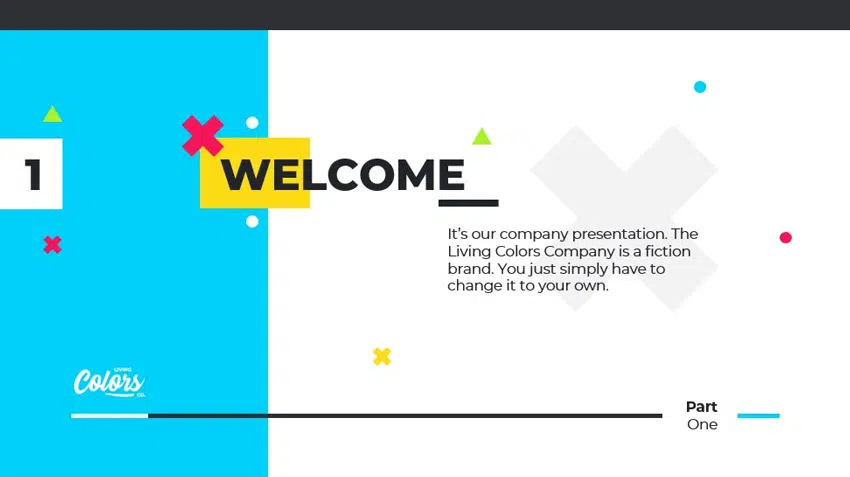 1
WELCOME
It's our company presentation. The
Living Colors Company is a fiction
brand. You just simply have to
change it to your own.
LIVING
Colors
CO.
Part
One